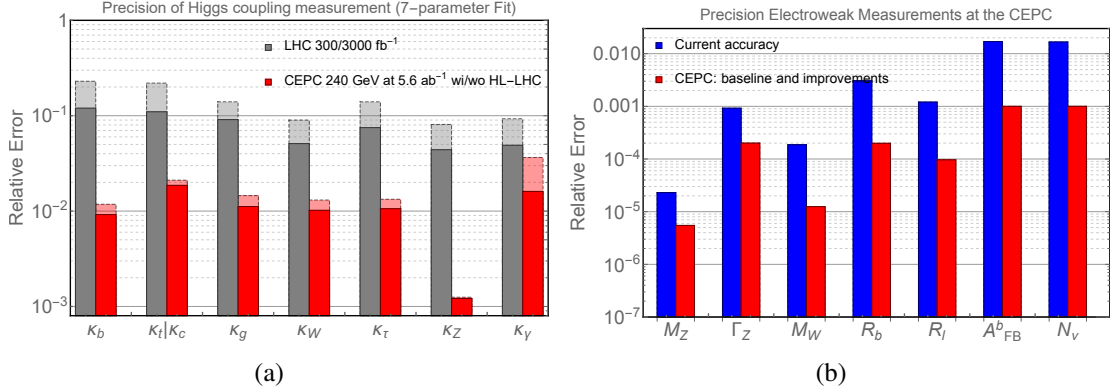 Precision of Higgs coupling measurement (7−parameter Fit)
1
LHC 300/3000 fb⁻¹
CEPC 240 GeV at 5.6 ab⁻¹ wi/wo HL−LHC
10⁻¹
10⁻²
10⁻³
Relative Error
κb κt|κc κg κW κτ κZ κγ
(a)
Precision Electroweak Measurements at the CEPC
Current accuracy
CEPC: baseline and improvements
0.010
0.001
10⁻⁴
10⁻⁵
10⁻⁶
10⁻⁷
Relative Error
MZ ΓZ MW Rb Rl AᵇFB Nν
(b)